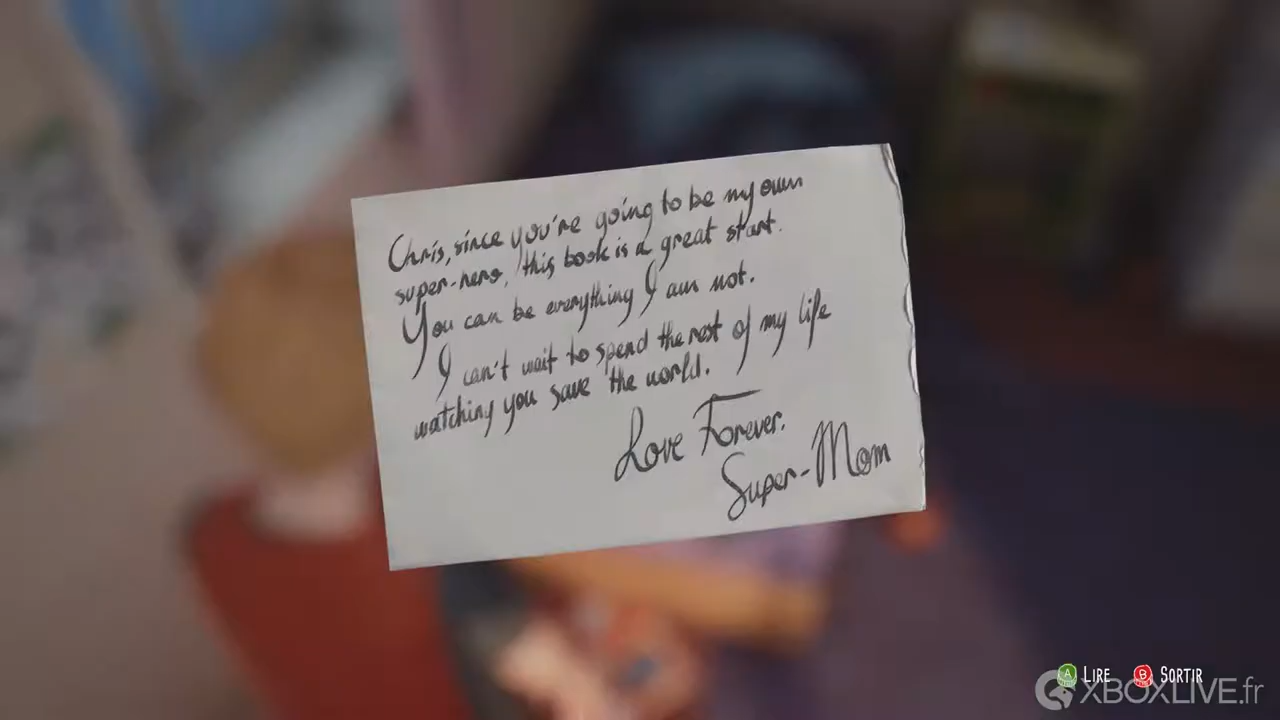 Chris, since you're going to be my own
super-hero, this book is a great start.
You can be everything I am not.
I can't wait to spend the rest of my life
watching you save the world.
Love Forever.
Super-Mom
A LIRE B SORTIR
XBOXLIVE.fr